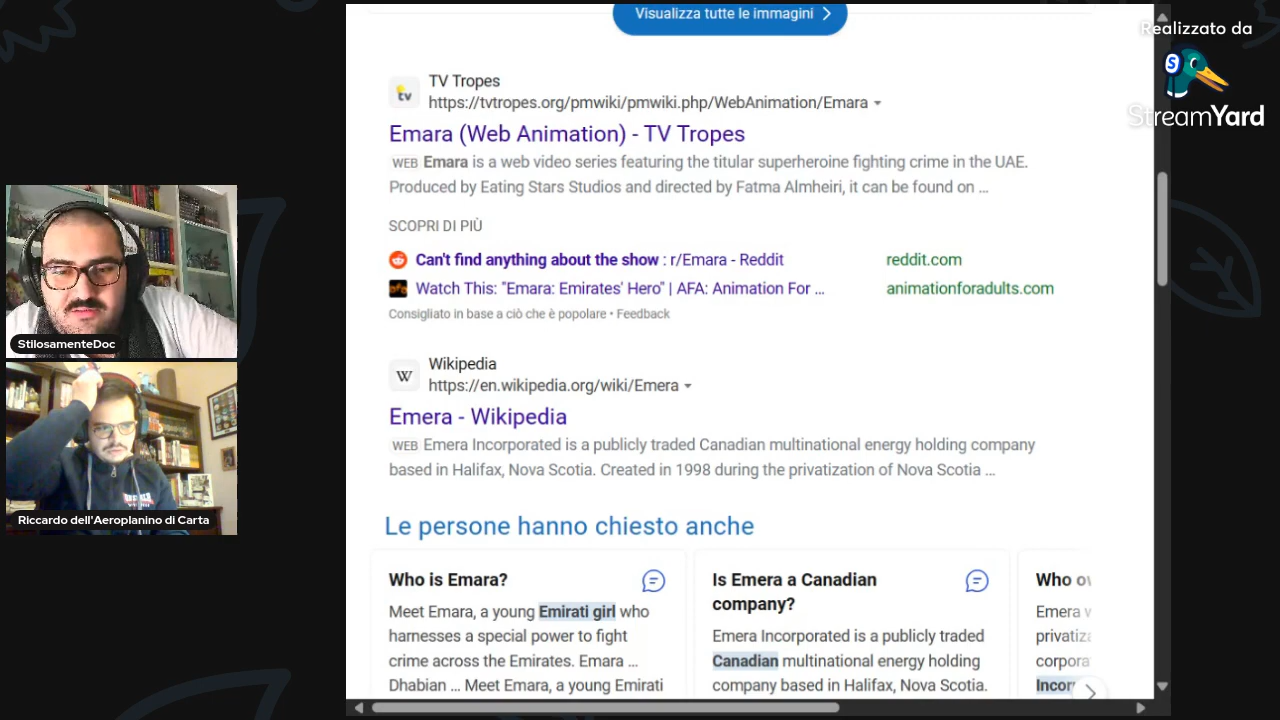 Visualizza tutte le immagini
Realizzato da
StreamYard
TV Tropes
https://tvtropes.org/pmwiki/pmwiki.php/WebAnimation/Emara
Emara (Web Animation) - TV Tropes
WEB Emara is a web video series featuring the titular superheroine fighting crime in the UAE.
Produced by Eating Stars Studios and directed by Fatma Almheiri, it can be found on ...
SCOPRI DI PIÙ
Can't find anything about the show : r/Emara - Reddit reddit.com
Watch This: "Emara: Emirates' Hero" | AFA: Animation For ... animationforadults.com
Consigliato in base a ciò che è popolare • Feedback
StilosamenteDoc
W
Wikipedia
https://en.wikipedia.org/wiki/Emera
Emera - Wikipedia
WEB Emera Incorporated is a publicly traded Canadian multinational energy holding company
based in Halifax, Nova Scotia. Created in 1998 during the privatization of Nova Scotia ...
Riccardo dell'Aeroplanino di Carta
Le persone hanno chiesto anche
Who is Emara?
Meet Emara, a young Emirati girl who
harnesses a special power to fight
crime across the Emirates. Emara ...
Dhabian ... Meet Emara, a young Emirati
Is Emera a Canadian
company?
Emera Incorporated is a publicly traded
Canadian multinational energy holding
company based in Halifax, Nova Scotia.
Who
Emera